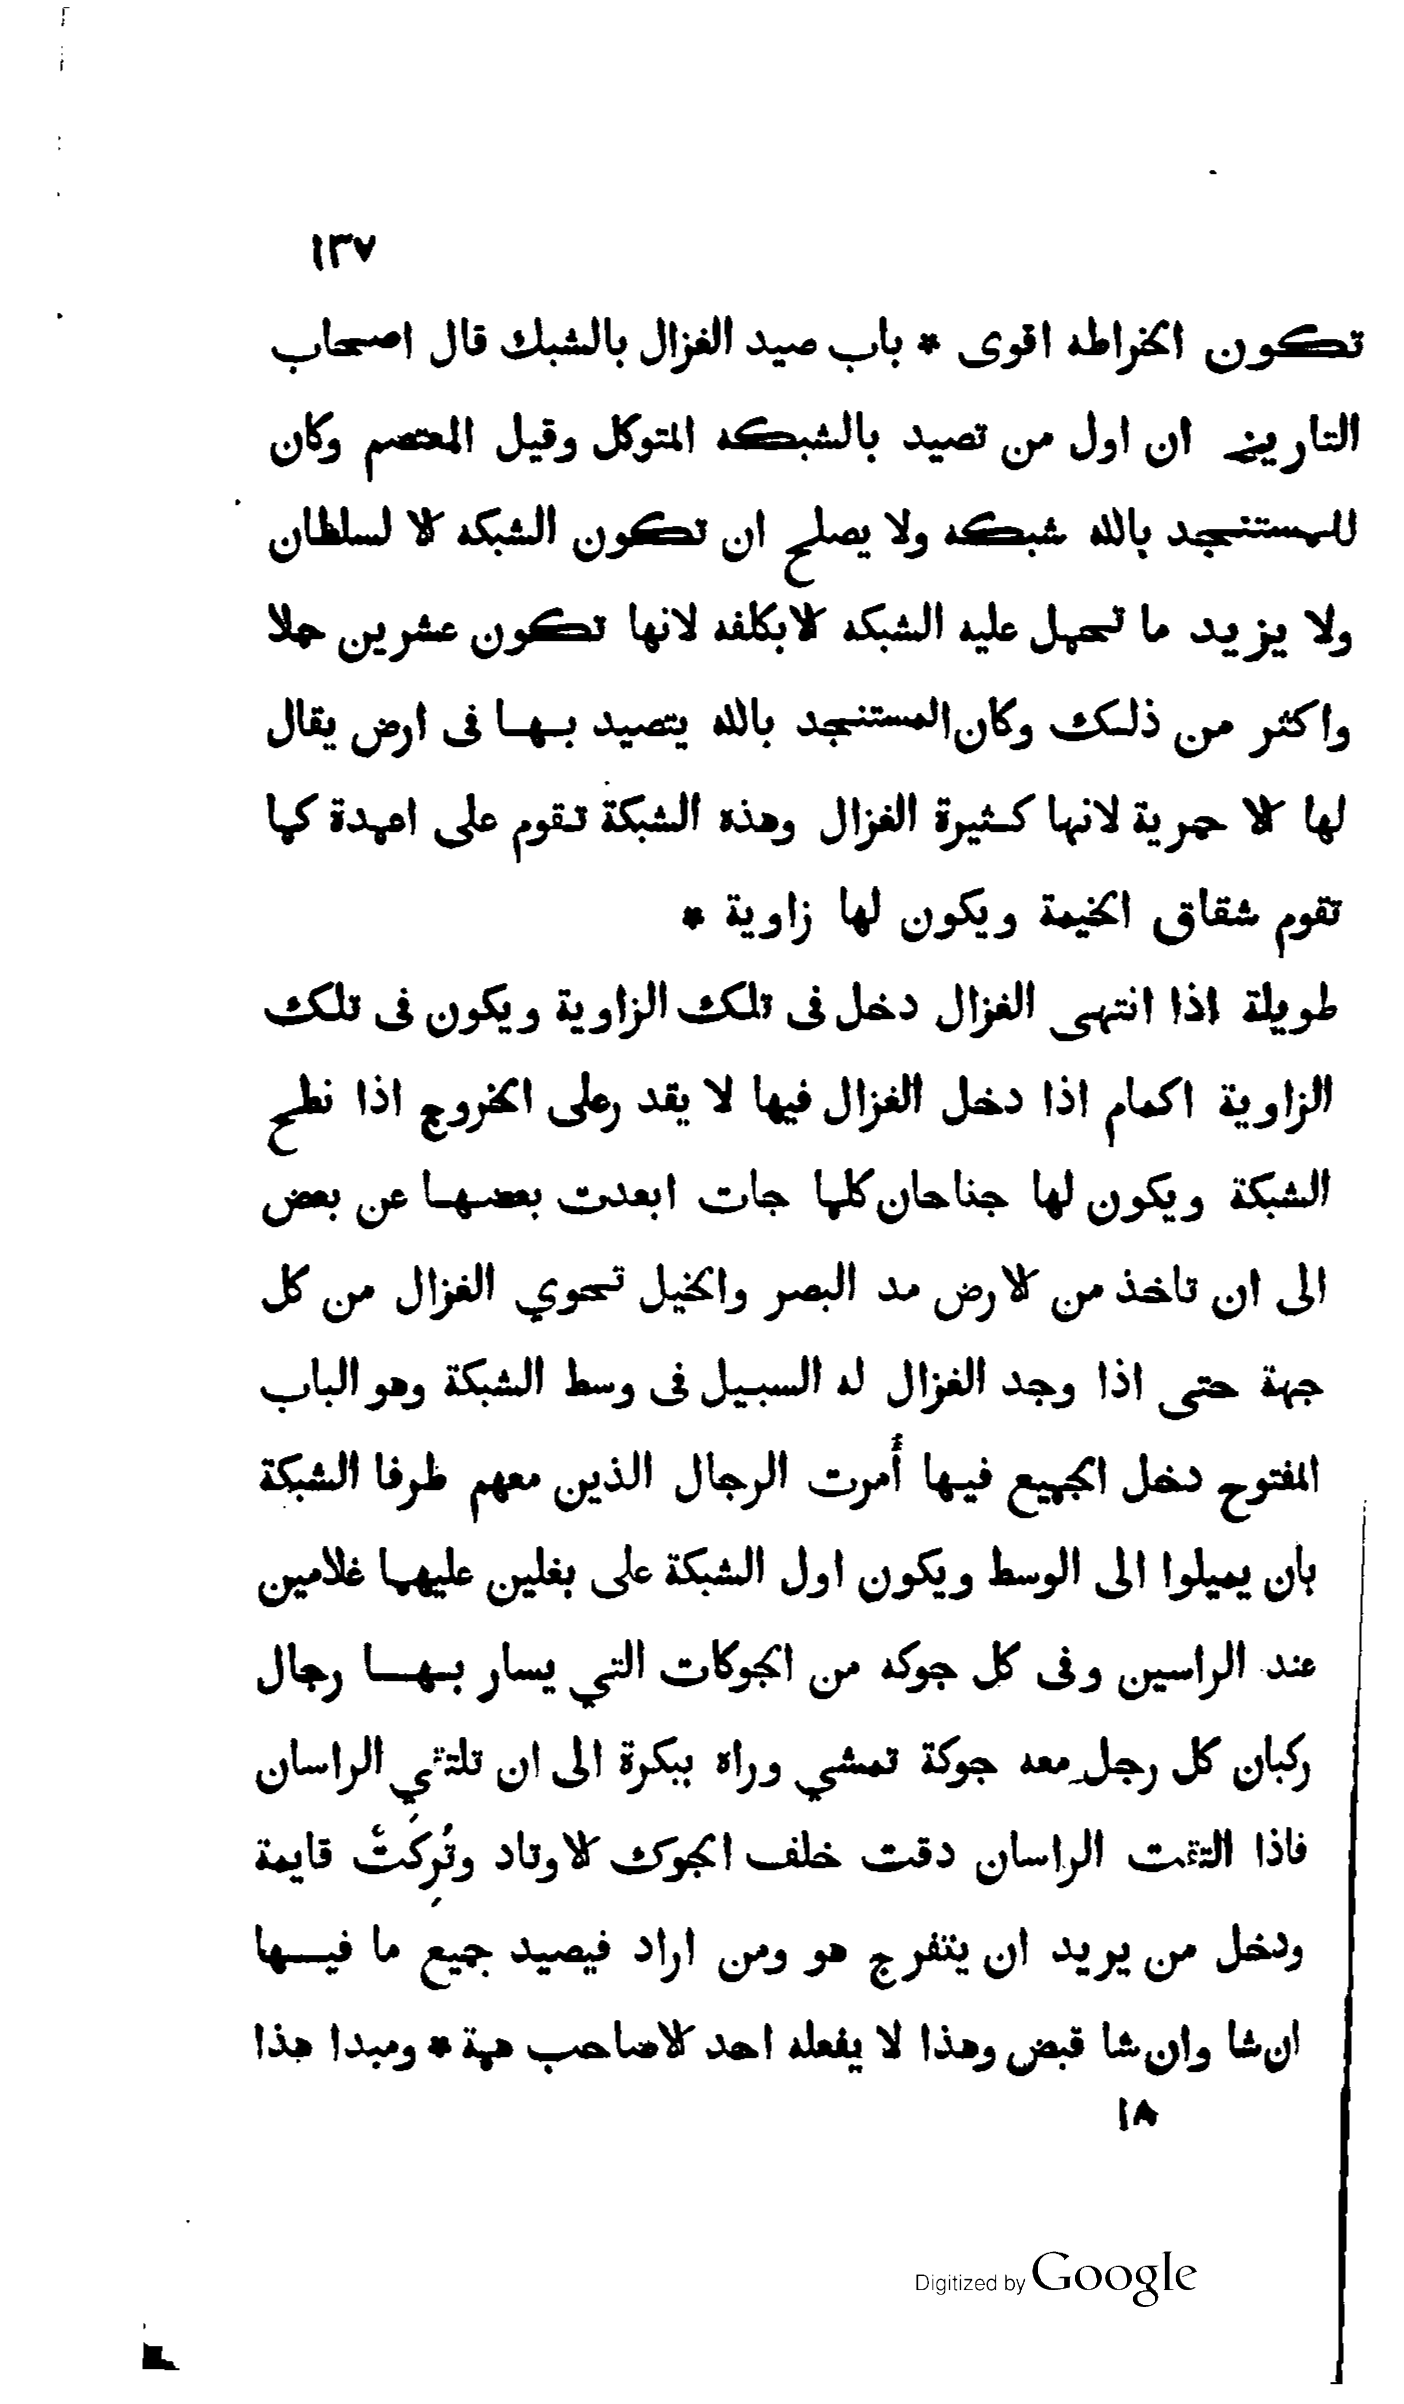 ١٣٧
تكون الخراطه اقوى * باب صيد الغزال بالشبك قال اصحاب
التاريخ ان اول من تصيد بالشبكه المتوكل وقيل المعتصم وكان
للمستنجد بالله شبكه ولا يصلح ان تكون الشبكه الا لسلطان
ولا يزيد ما تحمل عليه الشبكه الابكلفه لانها تكون عشرين حملا
واكثر من ذلك وكان المستنجد بالله يتصيد بها فى ارض يقال
لها الاحمرية لانها كثيرة الغزال وهذه الشبكة تقوم على اعمدة كما
تقوم شقاق الخيمة ويكون لها زاوية *
طويلة اذا انتهى الغزال دخل فى تلك الزاوية ويكون فى تلك
الزاوية اكمام اذا دخل الغزال فيها لا يقدر على الخروج اذا نطح
الشبكة ويكون لها جناحان كلما جات ابعدت بعضها عن بعض
الى ان تاخذ من الارض مد البصر والخيل تحوي الغزال من كل
جهة حتى اذا وجد الغزال له السبيل فى وسط الشبكة وهو الباب
المفتوح دخل الجميع فيها أُمرت الرجال الذين معهم طرفا الشبكة
بان يميلوا الى الوسط ويكون اول الشبكة على بغلين عليهما غلامين
عند الراسين وفى كل جوكه من الجوكات التي يسار بها رجال
ركبان كل رجل معه جوكة تمشي وراه ببكرة الى ان تلتئي الراسان
فاذا التئت الراسان دقت خلف الجوك الاوتاد وتُرِكَتْ قايمة
ودخل من يريد ان يتفرج هو ومن اراد فيصيد جميع ما فيها
ان شا وان شا قبض وهذا لا يفعله احد الاصاحب همة * ومبدا هذا
١٨
Digitized by Google